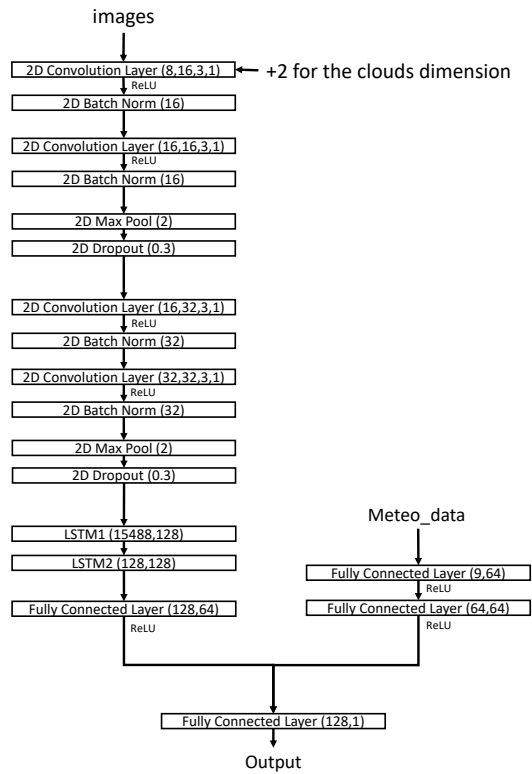 images
2D Convolution Layer (8,16,3,1)
+2 for the clouds dimension
ReLU
2D Batch Norm (16)
2D Convolution Layer (16,16,3,1)
ReLU
2D Batch Norm (16)
2D Max Pool (2)
2D Dropout (0.3)
2D Convolution Layer (16,32,3,1)
ReLU
2D Batch Norm (32)
2D Convolution Layer (32,32,3,1)
ReLU
2D Batch Norm (32)
2D Max Pool (2)
2D Dropout (0.3)
LSTM1 (15488,128)
LSTM2 (128,128)
Fully Connected Layer (128,64)
ReLU
Meteo_data
Fully Connected Layer (9,64)
ReLU
Fully Connected Layer (64,64)
ReLU
Fully Connected Layer (128,1)
Output